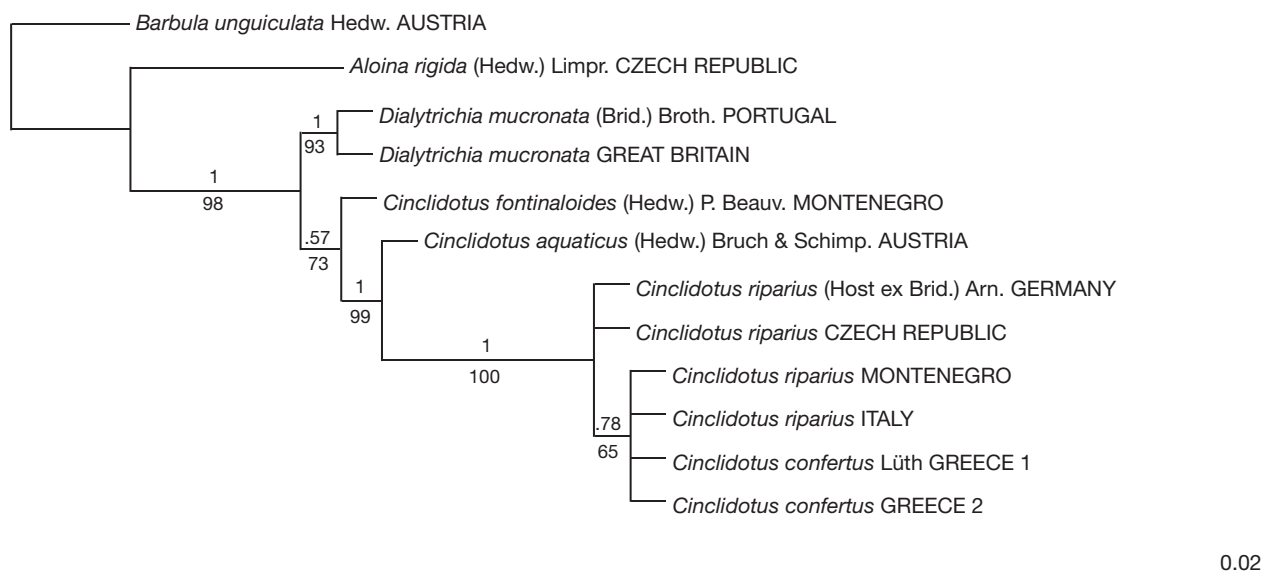 Barbula unguiculata Hedw. AUSTRIA
Aloina rigida (Hedw.) Limpr. CZECH REPUBLIC
1
93
Dialytrichia mucronata (Brid.) Broth. PORTUGAL
Dialytrichia mucronata GREAT BRITAIN
1
98
Cinclidotus fontinaloides (Hedw.) P. Beauv. MONTENEGRO
.57
73
Cinclidotus aquaticus (Hedw.) Bruch & Schimp. AUSTRIA
1
99
Cinclidotus riparius (Host ex Brid.) Arn. GERMANY
Cinclidotus riparius CZECH REPUBLIC
1
100
Cinclidotus riparius MONTENEGRO
Cinclidotus riparius ITALY
.78
65
Cinclidotus confertus Lüth GREECE 1
Cinclidotus confertus GREECE 2
0.02